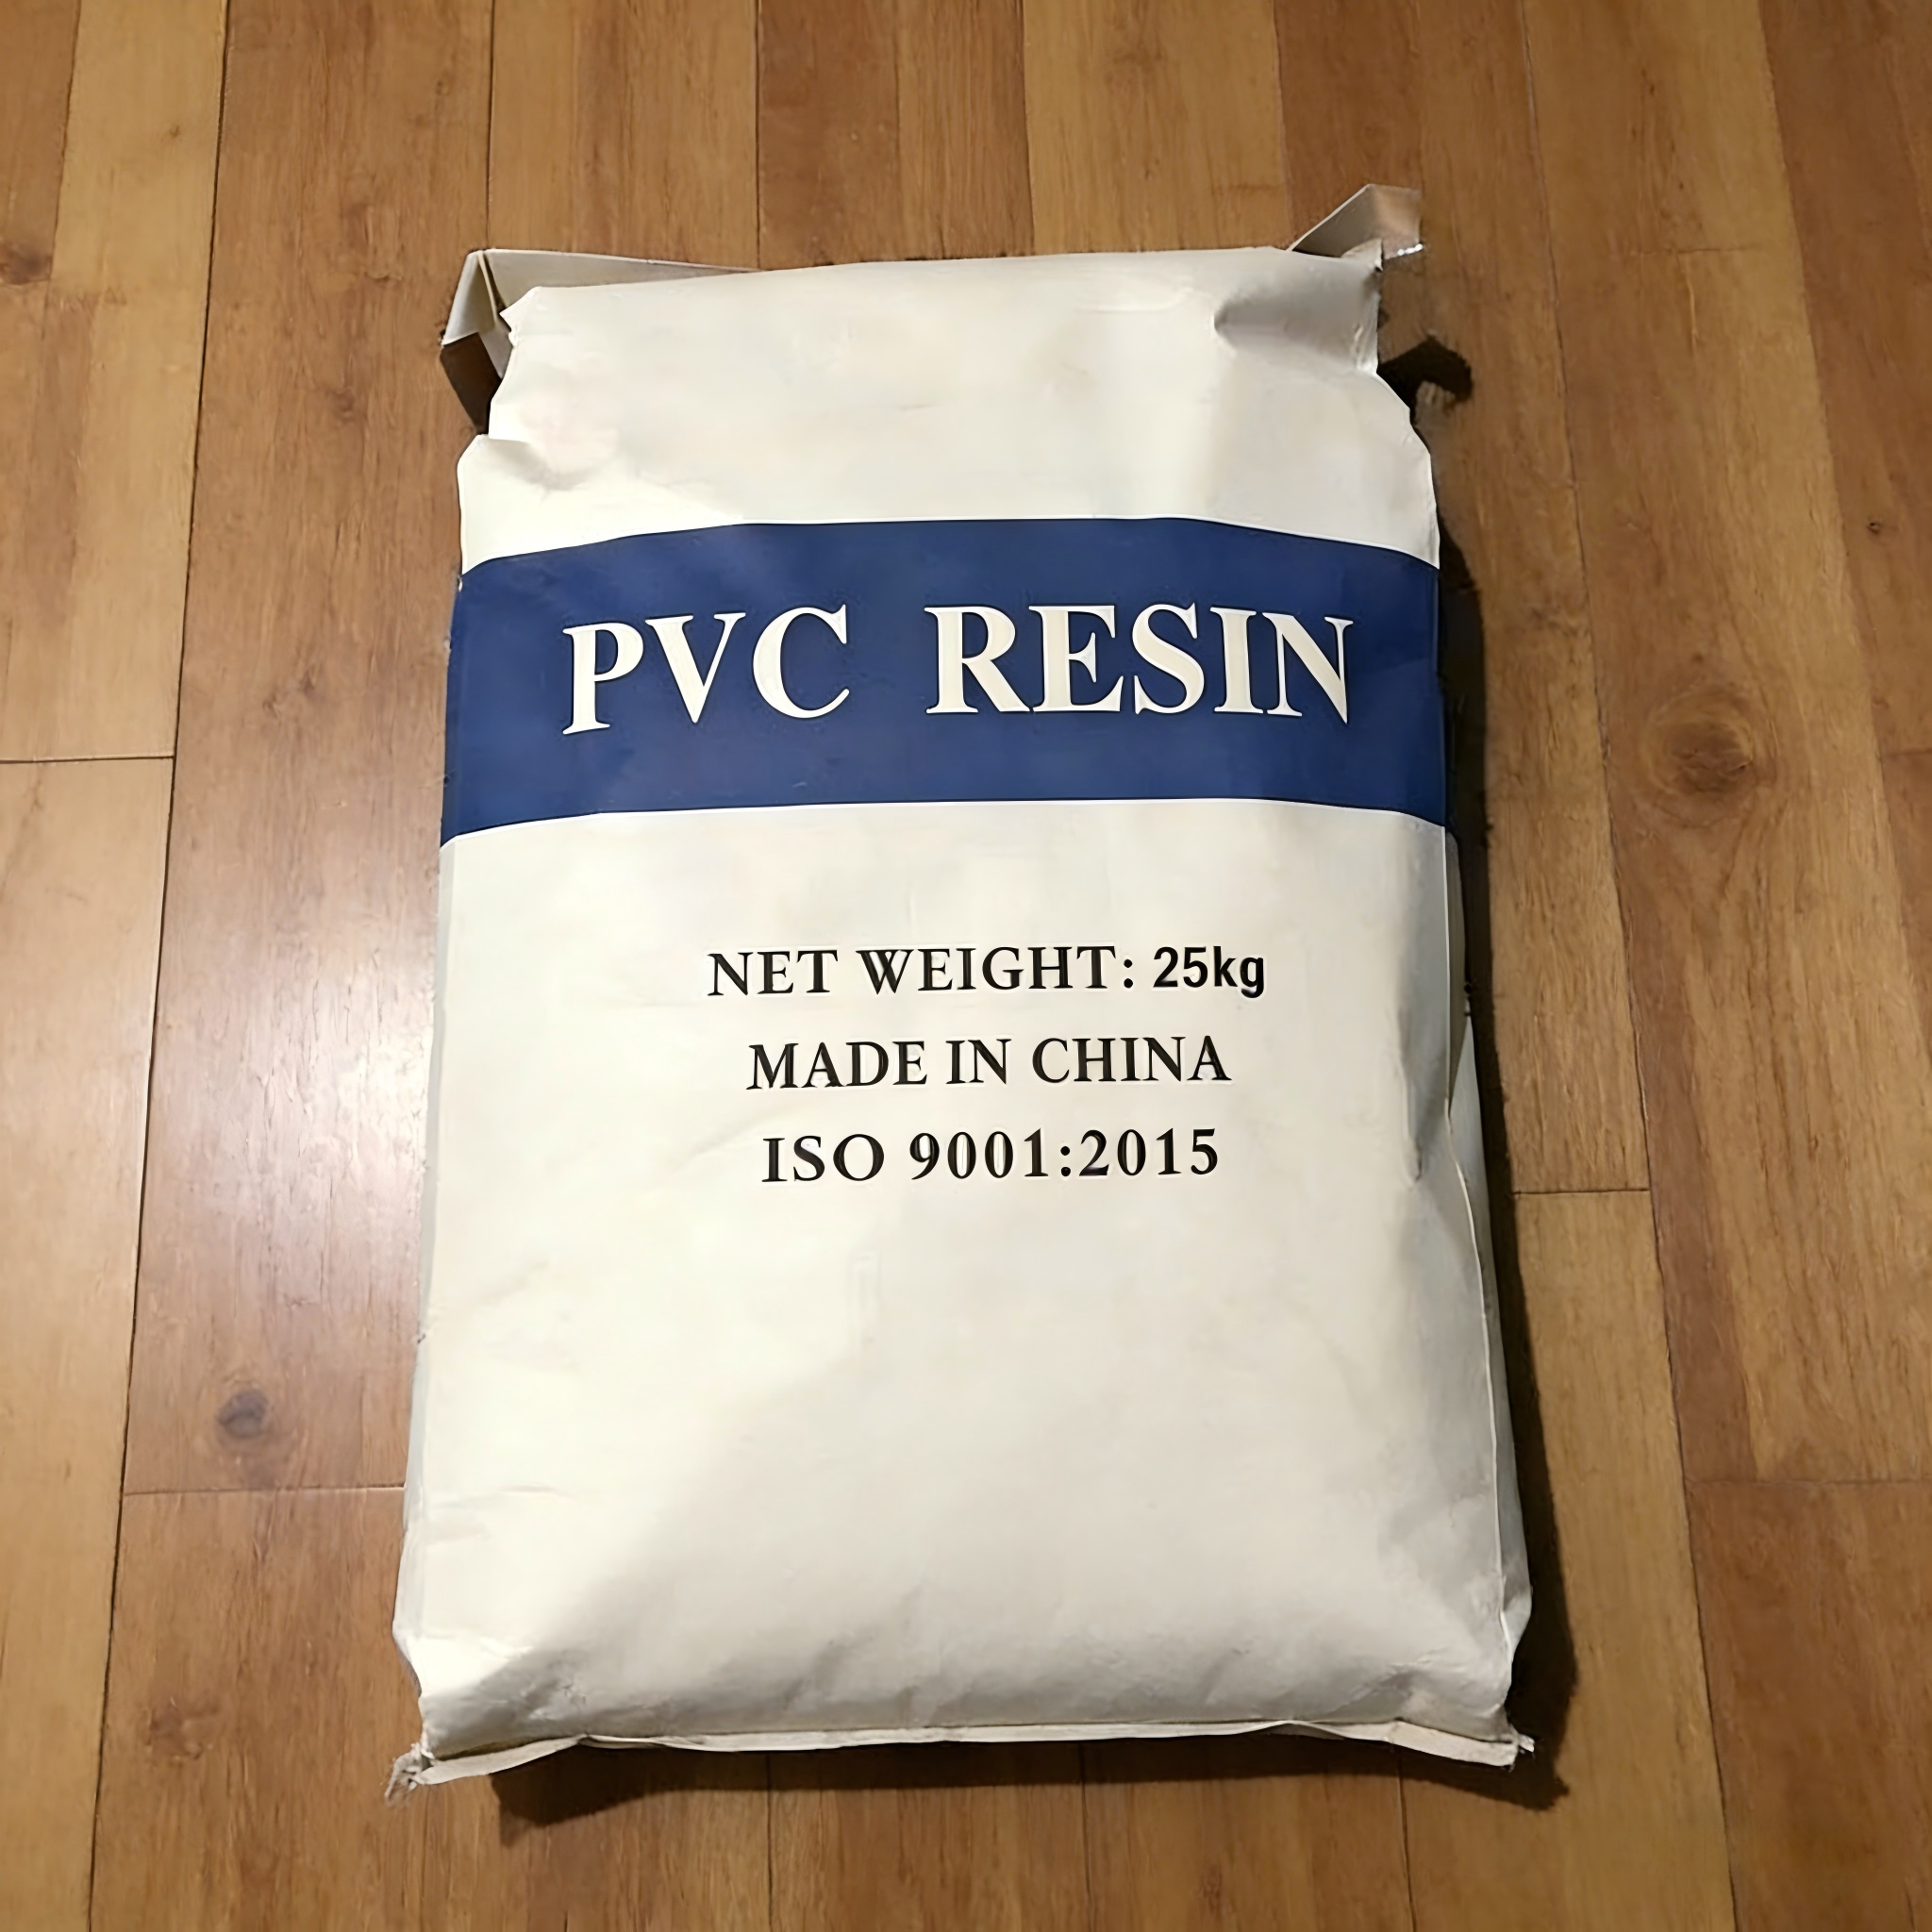 PVC RESIN
NET WEIGHT: 25kg
MADE IN CHINA
ISO 9001:2015